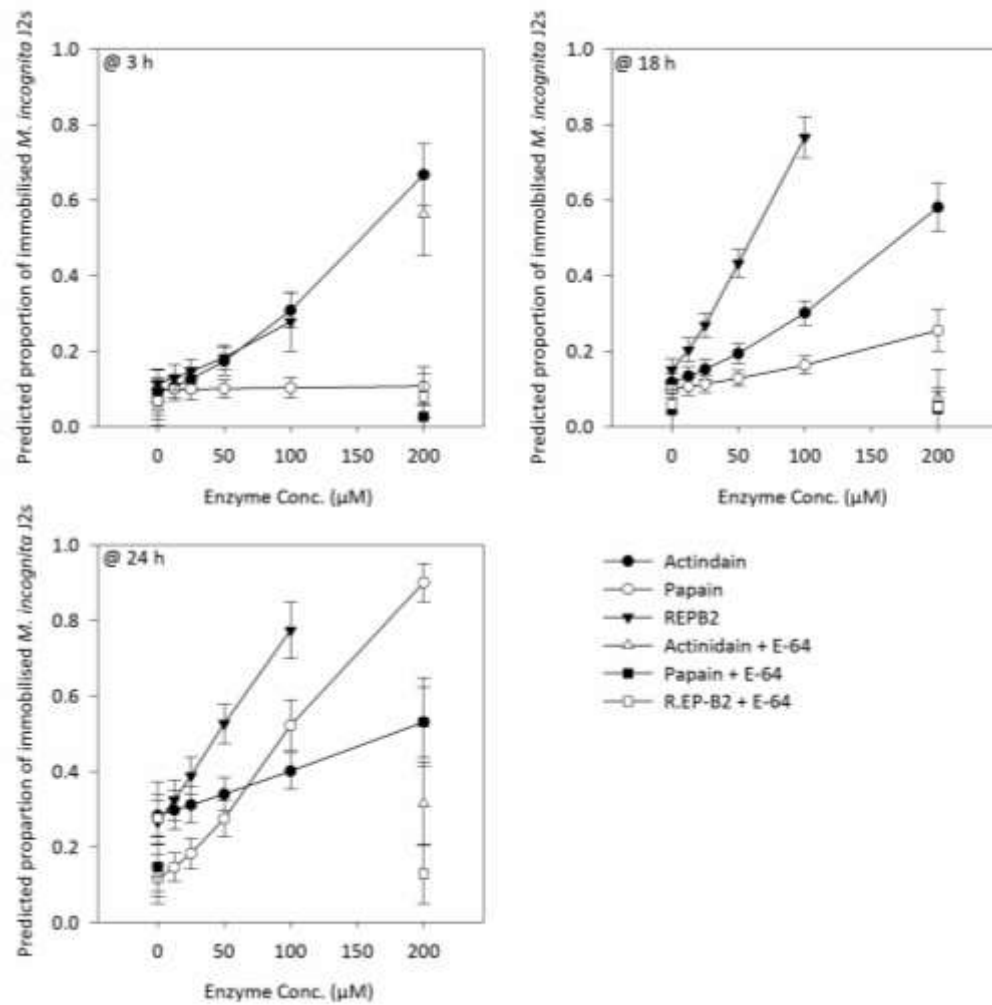 Predicted proportion of immobilised M. incognita J2s
@ 3 h
1.0
0.8
0.6
0.4
0.2
0.0
0 50 100 150 200
Enzyme Conc. (µM)
Predicted proportion of immolbilsed M. incognita J2s
@ 18 h
1.0
0.8
0.6
0.4
0.2
0.0
0 50 100 150 200
Enzyme Conc. (µM)
Predicted propartion of immobilised M. incognita J2s
@ 24 h
1.0
0.8
0.6
0.4
0.2
0.0
0 50 100 150 200
Enzyme Conc. (µM)
Actindain
Papain
REPB2
Actinidain + E-64
Papain + E-64
R.EP-B2 + E-64